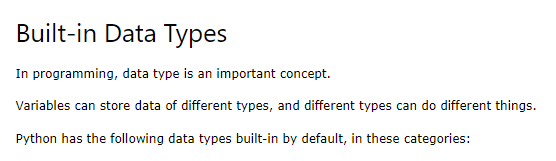 Built-in Data Types
In programming, data type is an important concept.
Variables can store data of different types, and different types can do different things.
Python has the following data types built-in by default, in these categories: